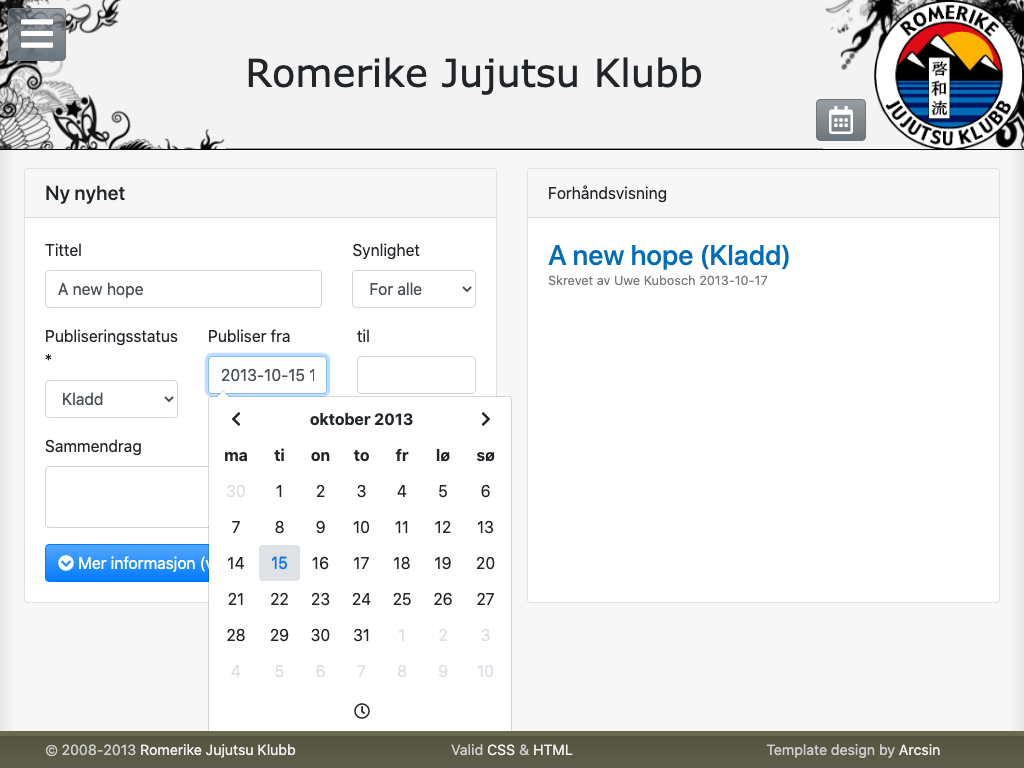 Romerike Jujutsu Klubb
ROMERIKE
啓和流
JUJUTSU KLUBB
Ny nyhet
Tittel
Synlighet
A new hope
For alle
Publiseringsstatus
*
Publiser fra
til
2013-10-15 1
Kladd
Sammendrag
Mer informasjon (v
oktober 2013
ma ti on to fr lø sø
30 1 2 3 4 5 6
7 8 9 10 11 12 13
14 15 16 17 18 19 20
21 22 23 24 25 26 27
28 29 30 31 1 2 3
4 5 6 7 8 9 10
Forhåndsvisning
A new hope (Kladd)
Skrevet av Uwe Kubosch 2013-10-17
© 2008-2013 Romerike Jujutsu Klubb
Valid CSS & HTML
Template design by Arcsin